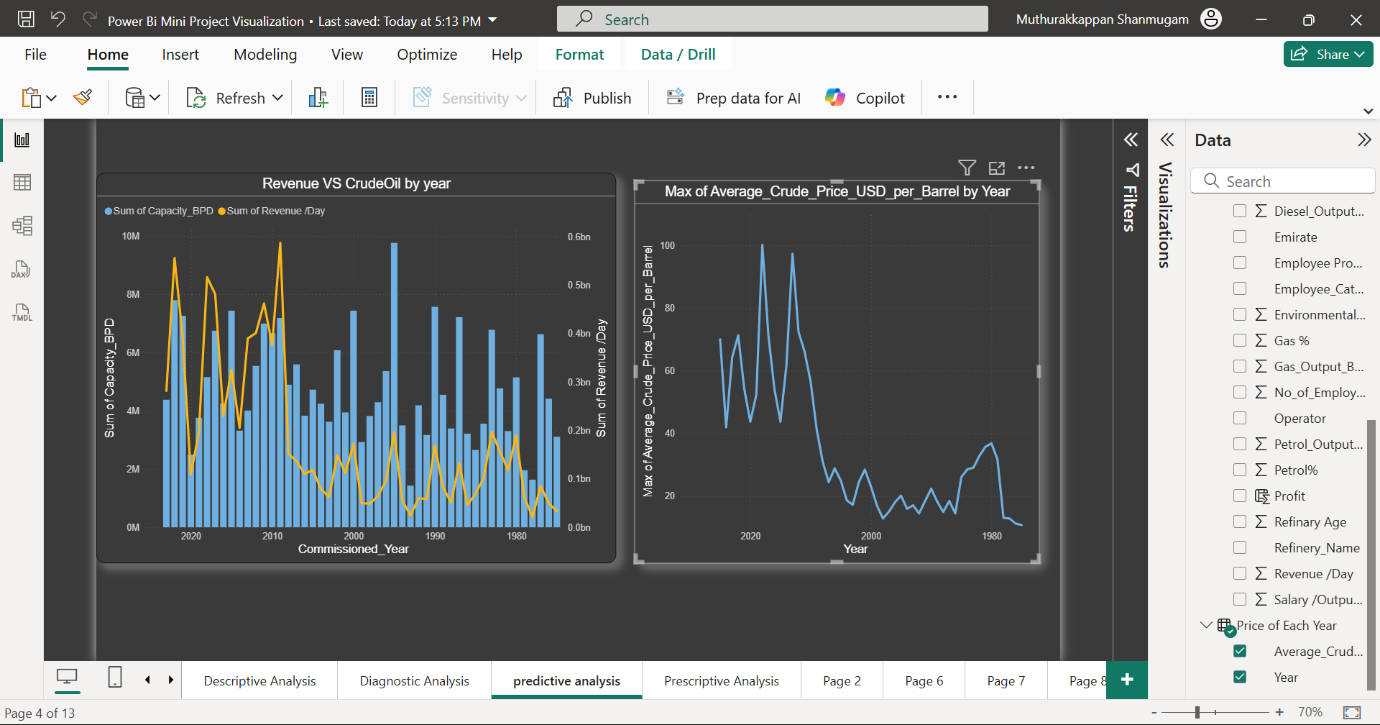 Power Bi Mini Project Visualization • Last saved: Today at 5:13 PM
Search
Muthurakkappan Shanmugam
File Home Insert Modeling View Optimize Help Format Data / Drill
Share
Refresh
Sensitivity
Publish
Prep data for AI
Copilot
DAX
TMDL
Revenue VS CrudeOil by year
Sum of Capacity_BPD Sum of Revenue /Day
10M
8M
6M
4M
2M
0M
Sum of Capacity_BPD
0.6bn
0.5bn
0.4bn
0.3bn
0.2bn
0.1bn
0.0bn
Sum of Revenue /Day
2020 2010 2000 1990 1980
Commissioned_Year
Max of Average_Crude_Price_USD_per_Barrel by Year
Max of Average_Crude_Price_USD_per_Barrel
100
80
60
40
20
2020 2000 1980
Year
Filters
Visualizations
Data
Search
Diesel_Output...
Emirate
Employee Pro...
Employee_Cat...
Environmental...
Gas %
Gas_Output_B...
No_of_Employ...
Operator
Petrol_Output...
Petrol%
Profit
Refinary Age
Refinery_Name
Revenue /Day
Salary /Outpu...
Price of Each Year
Average_Crud...
Year
Descriptive Analysis
Diagnostic Analysis
predictive analysis
Prescriptive Analysis
Page 2
Page 6
Page 7
Page 8
Page 4 of 13
70%